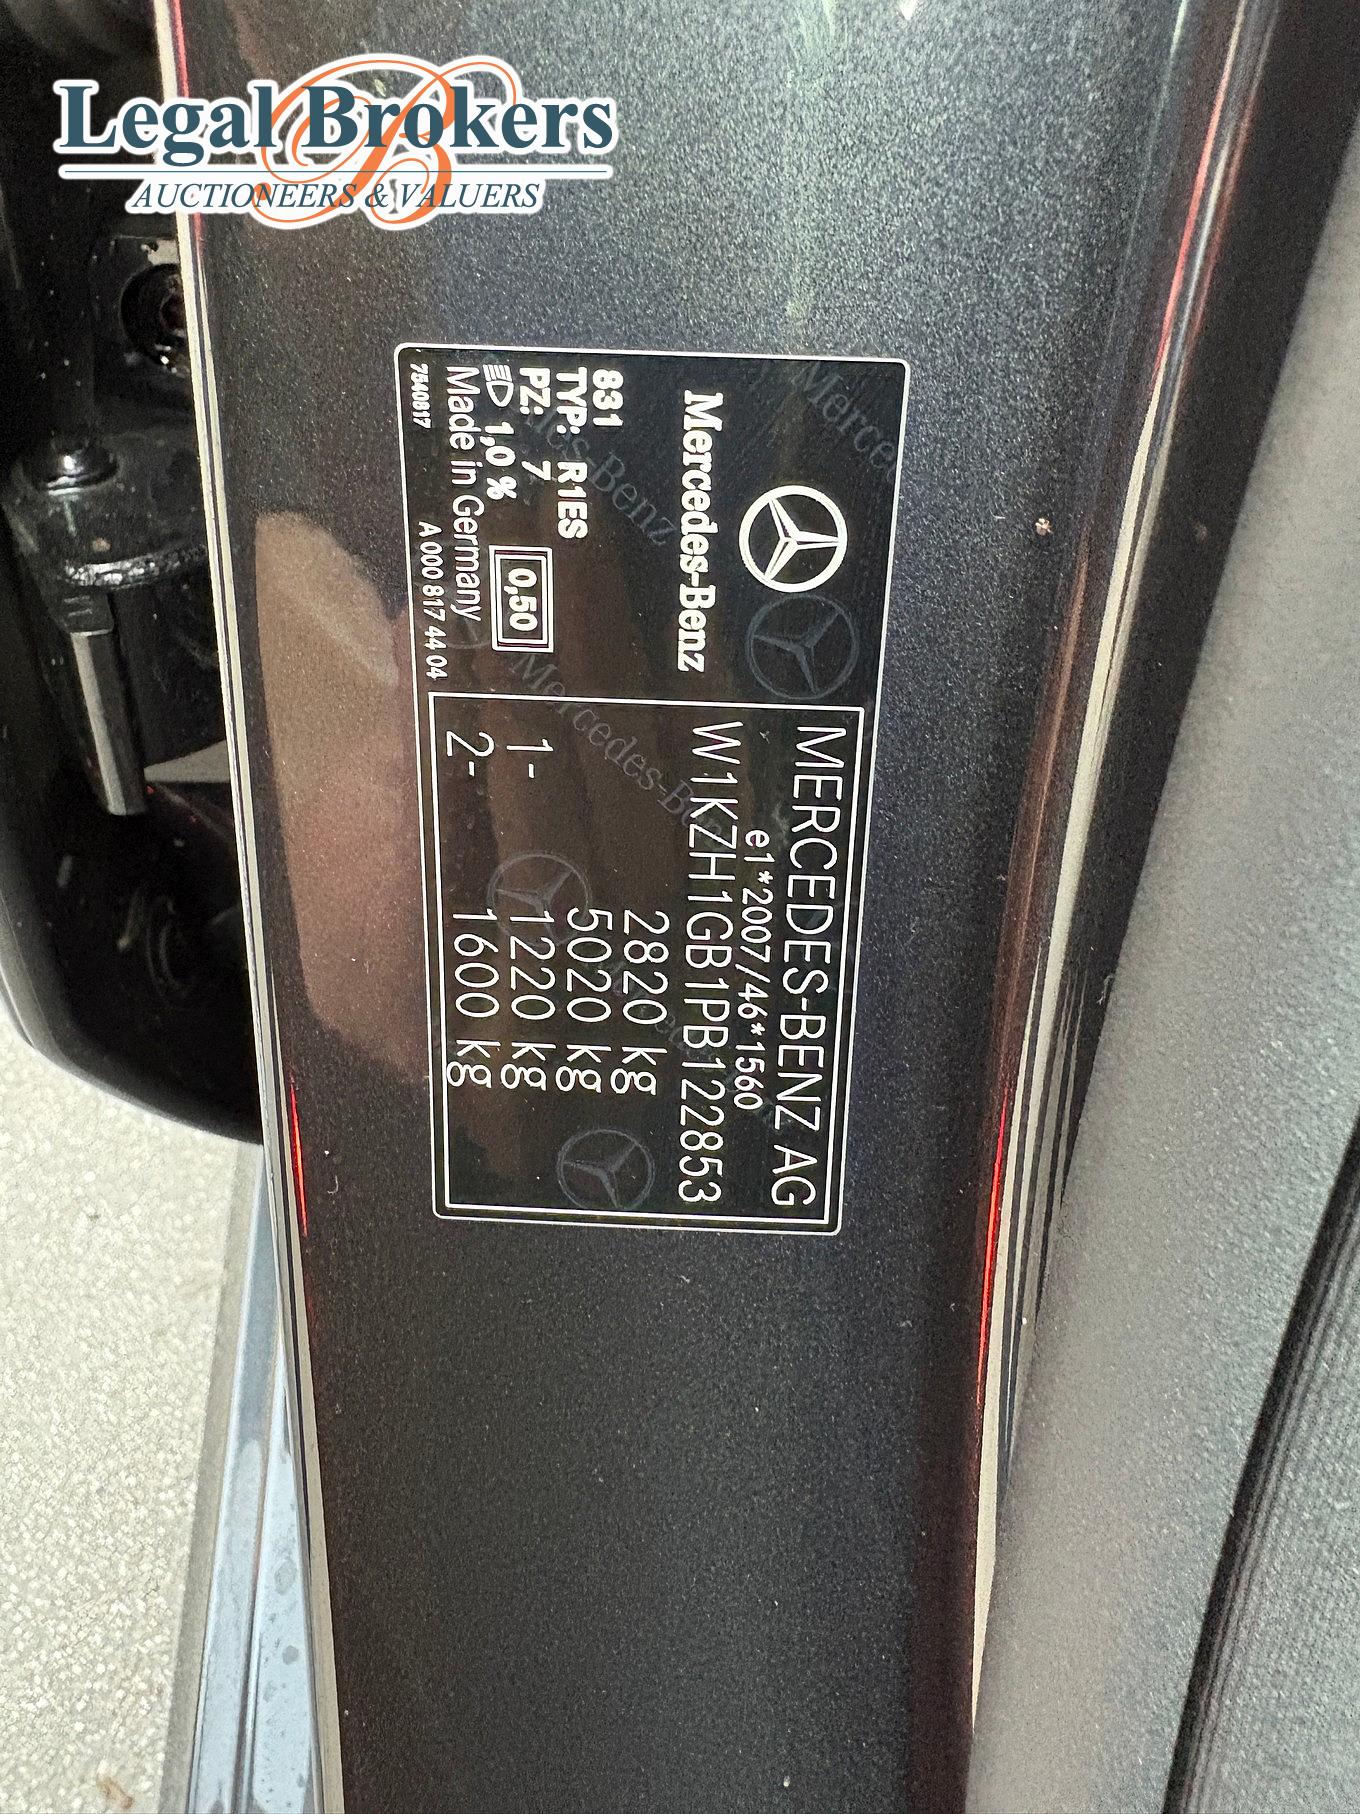 Legal Brokers
AUCTIONEERS & VALUERS
Mercedes-Benz
831
TYP: R1ES
PZ: 7
1,0 %
0,50
Made in Germany
7540817
A 000 817 44 04
MERCEDES-BENZ AG
e1*2007/46*1560
W1KZH1GB1PB122853
2820 kg
5020 kg
1- 1220 kg
2- 1600 kg